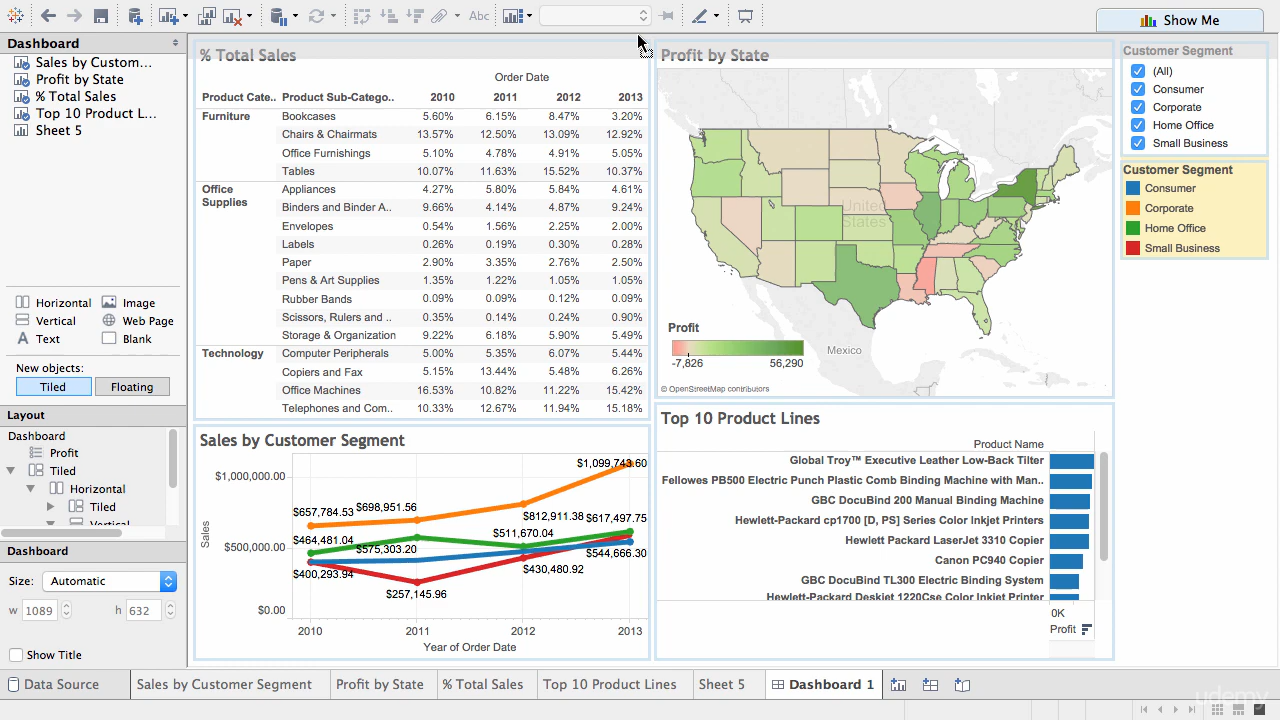 Abc
Show Me
Dashboard
Sales by Custom...
Profit by State
% Total Sales
Top 10 Product L...
Sheet 5
Horizontal
Image
Vertical
Web Page
Text
Blank
New objects:
Tiled
Floating
Layout
Dashboard
Profit
Tiled
Horizontal
Tiled
Vertical
Dashboard
Size:
Automatic
w 1089
h 632
Show Title
% Total Sales
Order Date
Product Cate.. Product Sub-Catego.. 2010 2011 2012 2013
Furniture Bookcases 5.60% 6.15% 8.47% 3.20%
Chairs & Chairmats 13.57% 12.50% 13.09% 12.92%
Office Furnishings 5.10% 4.78% 4.91% 5.05%
Tables 10.07% 11.63% 15.52% 10.37%
Office Supplies Appliances 4.27% 5.80% 5.84% 4.61%
Binders and Binder A.. 9.66% 4.14% 4.87% 9.24%
Envelopes 0.54% 1.56% 2.25% 2.00%
Labels 0.26% 0.19% 0.30% 0.28%
Paper 2.82% 3.35% 2.76% 2.50%
Pens & Art Supplies 1.35% 1.22% 1.05% 1.05%
Rubber Bands 0.09% 0.09% 0.12% 0.09%
Scissors, Rulers and .. 0.35% 0.14% 0.24% 0.90%
Storage & Organization 9.22% 6.18% 5.90% 5.49%
Technology Computer Peripherals 5.00% 5.35% 6.07% 5.44%
Copiers and Fax 5.15% 13.44% 5.48% 6.26%
Office Machines 16.53% 10.82% 11.22% 15.42%
Telephones and Com.. 10.33% 12.67% 11.94% 15.18%
Profit by State
United States
Mexico
Profit
-7,826
56,290
© OpenStreetMap contributors
Customer Segment
(All)
Consumer
Corporate
Home Office
Small Business
Customer Segment
Consumer
Corporate
Home Office
Small Business
Sales by Customer Segment
Sales
$1,000,000.00
$500,000.00
$0.00
$1,099,743.60
$657,784.53
$698,951.56
$812,911.38
$617,497.75
$464,481.04
$575,303.20
$511,670.04
$544,666.30
$400,293.94
$430,480.92
$257,145.96
2010 2011 2012 2013
Year of Order Date
Top 10 Product Lines
Product Name
Global Troy™ Executive Leather Low-Back Tilter
Fellowes PB500 Electric Punch Plastic Comb Binding Machine with Man..
GBC DocuBind 200 Manual Binding Machine
Hewlett-Packard cp1700 [D, PS] Series Color Inkjet Printers
Hewlett Packard LaserJet 3310 Copier
Canon PC940 Copier
GBC DocuBind TL300 Electric Binding System
Hewlett-Packard Deskjet 1220Cse Color Inkjet Printer
0K
Profit
Data Source
Sales by Customer Segment
Profit by State
% Total Sales
Top 10 Product Lines
Sheet 5
Dashboard 1
udemy